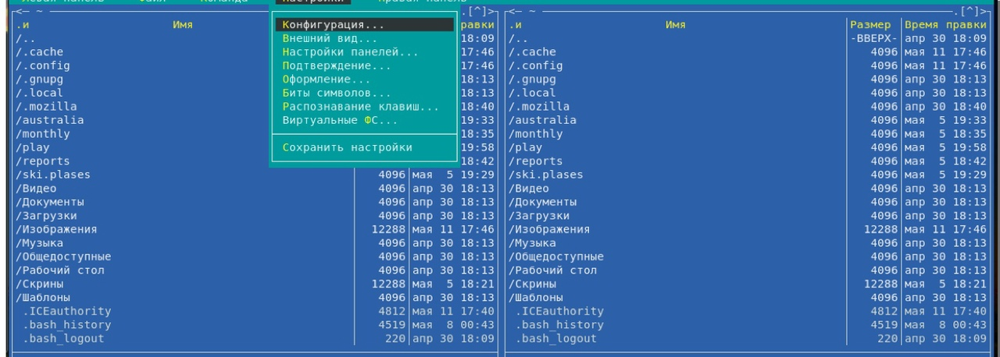 Левая панель Файл Команда Настройки Правая панель
<— ~ .[^]> <— ~ .[^]>
.и Имя равки .и Имя Размер Время правки
/.. Конфигурация... 18:09 /.. -ВВЕРХ- апр 30 18:09
/.cache Внешний вид... 17:46 /.cache 4096 мая 11 17:46
/.config Настройки панелей... 17:46 /.config 4096 мая 11 17:46
/.gnupg Подтверждение... 18:13 /.gnupg 4096 апр 30 18:13
/.local Оформление... 18:13 /.local 4096 апр 30 18:13
/.mozilla Биты символов... 18:40 /.mozilla 4096 апр 30 18:40
/australia Распознавание клавиш... 19:33 /australia 4096 мая 5 19:33
/monthly Виртуальные ФС... 18:35 /monthly 4096 мая 5 18:35
/play 19:58 /play 4096 мая 5 19:58
/reports Сохранить настройки 18:42 /reports 4096 мая 5 18:42
/ski.plases 4096 мая 5 19:29 /ski.plases 4096 мая 5 19:29
/Видео 4096 апр 30 18:13 /Видео 4096 апр 30 18:13
/Документы 4096 апр 30 18:13 /Документы 4096 апр 30 18:13
/Загрузки 4096 апр 30 18:13 /Загрузки 4096 апр 30 18:13
/Изображения 12288 мая 11 17:46 /Изображения 12288 мая 11 17:46
/Музыка 4096 апр 30 18:13 /Музыка 4096 апр 30 18:13
/Общедоступные 4096 апр 30 18:13 /Общедоступные 4096 апр 30 18:13
/Рабочий стол 4096 апр 30 18:13 /Рабочий стол 4096 апр 30 18:13
/Скрины 12288 мая 5 18:21 /Скрины 12288 мая 5 18:21
/Шаблоны 4096 апр 30 18:13 /Шаблоны 4096 апр 30 18:13
.ICEauthority 4812 мая 11 17:40 .ICEauthority 4812 мая 11 17:40
.bash_history 4519 мая 8 00:43 .bash_history 4519 мая 8 00:43
.bash_logout 220 апр 30 18:09 .bash_logout 220 апр 30 18:09